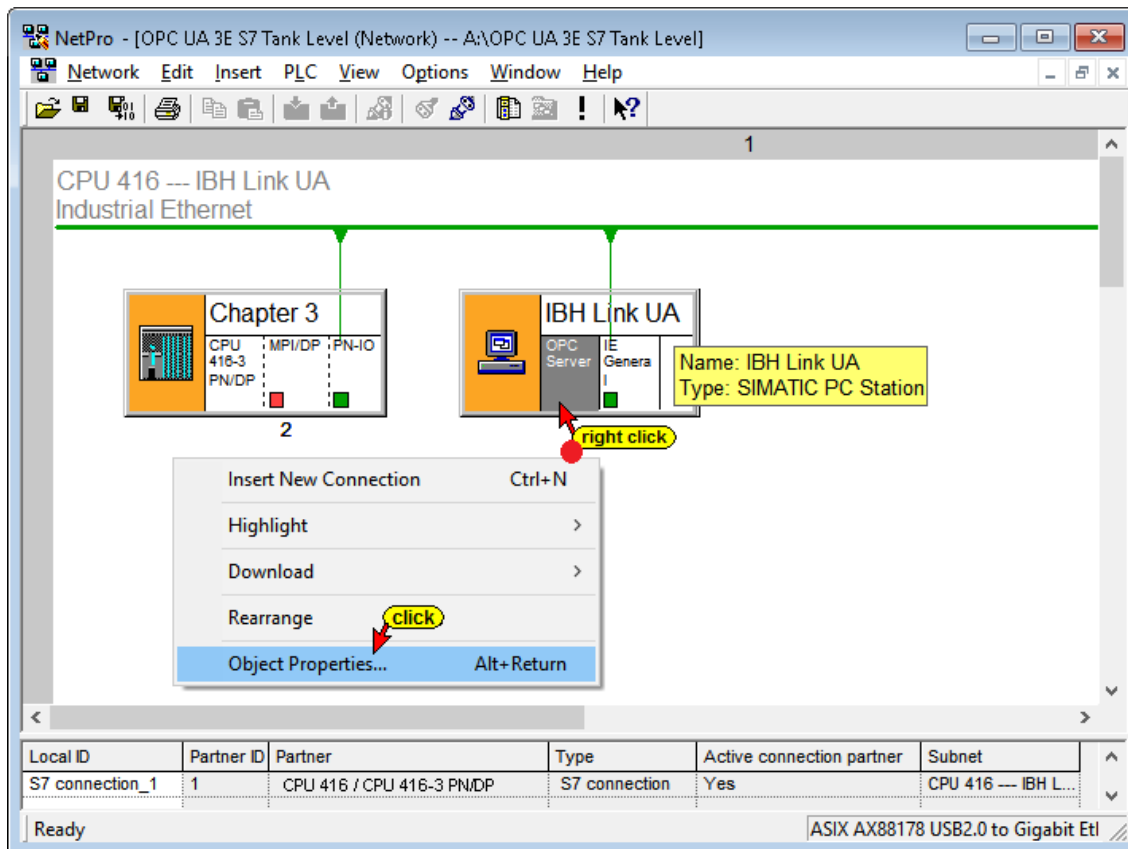 NetPro - [OPC UA 3E S7 Tank Level (Network) -- A:\OPC UA 3E S7 Tank Level]
Network Edit Insert PLC View Options Window Help
1
CPU 416 --- IBH Link UA
Industrial Ethernet
Chapter 3
CPU 416-3 PN/DP
MPI/DP
PN-IO
2
IBH Link UA
OPC Server
IE Genera l
Name: IBH Link UA
Type: SIMATIC PC Station
right click
Insert New Connection Ctrl+N
Highlight
Download
Rearrange
click
Object Properties... Alt+Return
Local ID Partner ID Partner Type Active connection partner Subnet
S7 connection_1 1 CPU 416 / CPU 416-3 PN/DP S7 connection Yes CPU 416 --- IBH L...
Ready ASIX AX88178 USB2.0 to Gigabit Etl